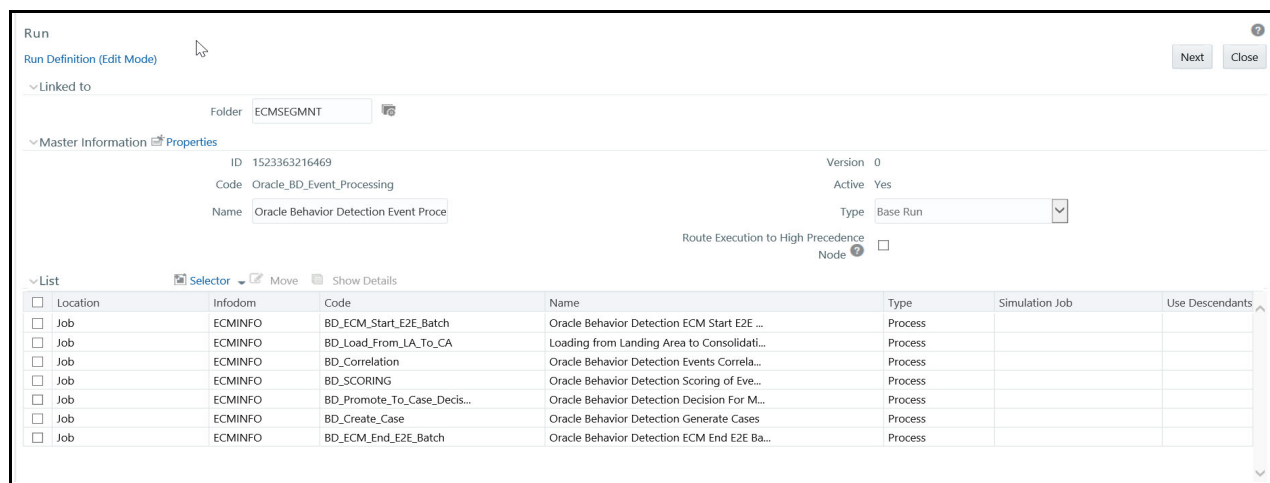 Run
Run Definition (Edit Mode)
Next Close
Linked to
Folder ECMSEGMNT
Master Information Properties
ID 1523363216469 Version 0
Code Oracle_BD_Event_Processing Active Yes
Name Oracle Behavior Detection Event Proce Type Base Run
Route Execution to High Precedence
Node
List Selector Move Show Details
Location Infodom Code Name Type Simulation Job Use Descendants
Job ECMINFO BD_ECM_Start_E2E_Batch Oracle Behavior Detection ECM Start E2E ... Process
Job ECMINFO BD_Load_From_LA_To_CA Loading from Landing Area to Consolidati... Process
Job ECMINFO BD_Correlation Oracle Behavior Detection Events Correla... Process
Job ECMINFO BD_SCORING Oracle Behavior Detection Scoring of Eve... Process
Job ECMINFO BD_Promote_To_Case_Decis... Oracle Behavior Detection Decision For M... Process
Job ECMINFO BD_Create_Case Oracle Behavior Detection Generate Cases Process
Job ECMINFO BD_ECM_End_E2E_Batch Oracle Behavior Detection ECM End E2E Ba... Process